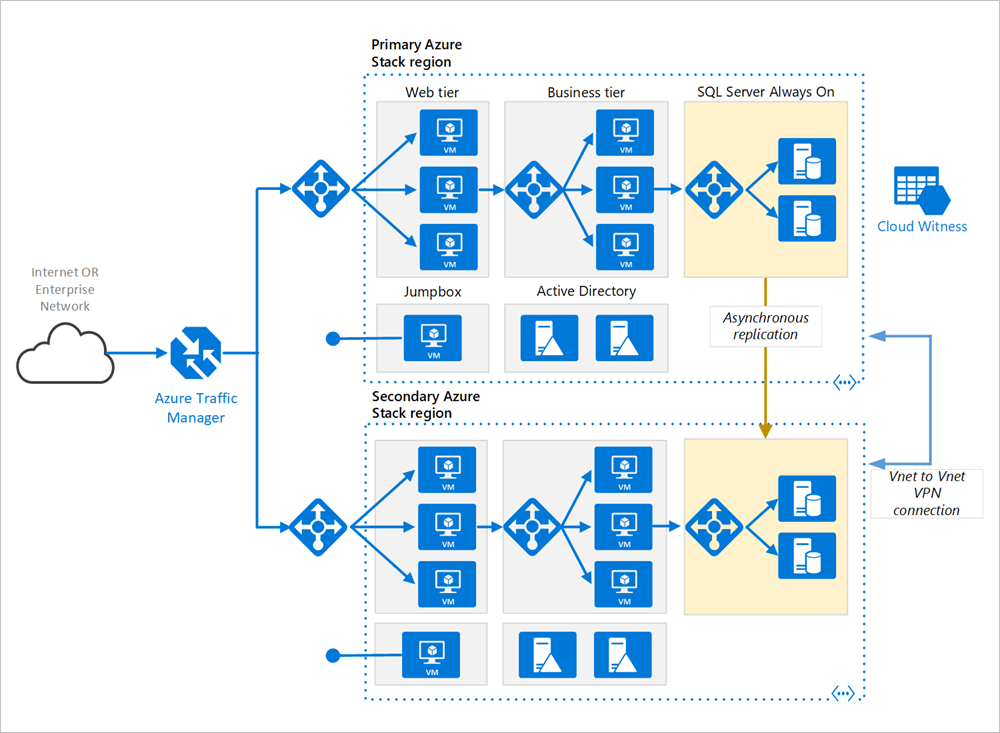 Primary Azure
Stack region
Web tier
Business tier
SQL Server Always On
VM
VM
VM
VM
VM
VM
Cloud Witness
Internet OR
Enterprise
Network
Azure Traffic
Manager
Jumpbox
Active Directory
VM
Asynchronous
replication
Secondary Azure
Stack region
VM
VM
VM
VM
VM
VM
Vnet to Vnet
VPN
connection
VM